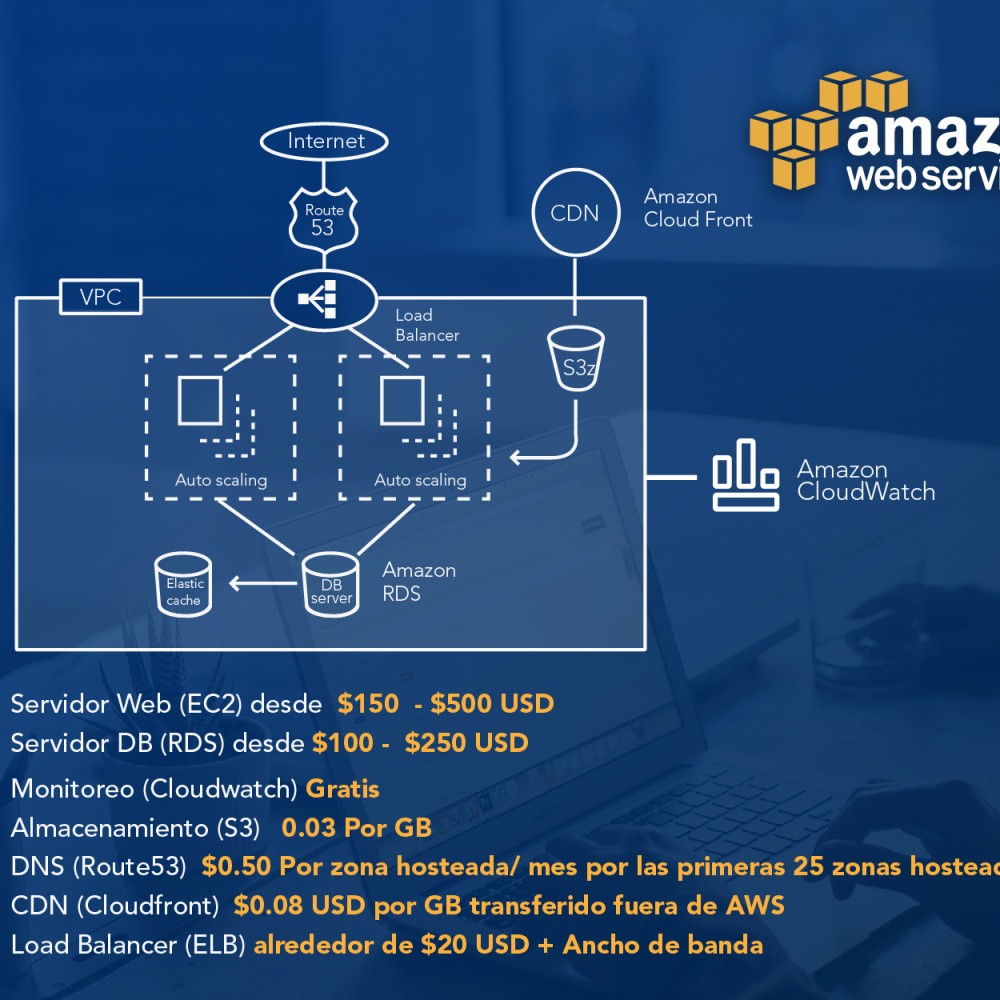 Internet
Route
53
amaz
web servi
CDN
Amazon
Cloud Front
VPC
Load
Balancer
S3z
Auto scaling
Auto scaling
Amazon
CloudWatch
Elastic
cache
DB
server
Amazon
RDS
Servidor Web (EC2) desde $150 - $500 USD
Servidor DB (RDS) desde $100 - $250 USD
Monitoreo (Cloudwatch) Gratis
Almacenamiento (S3) 0.03 Por GB
DNS (Route53) $0.50 Por zona hosteada/ mes por las primeras 25 zonas hostead
CDN (Cloudfront) $0.08 USD por GB transferido fuera de AWS
Load Balancer (ELB) alrededor de $20 USD + Ancho de banda